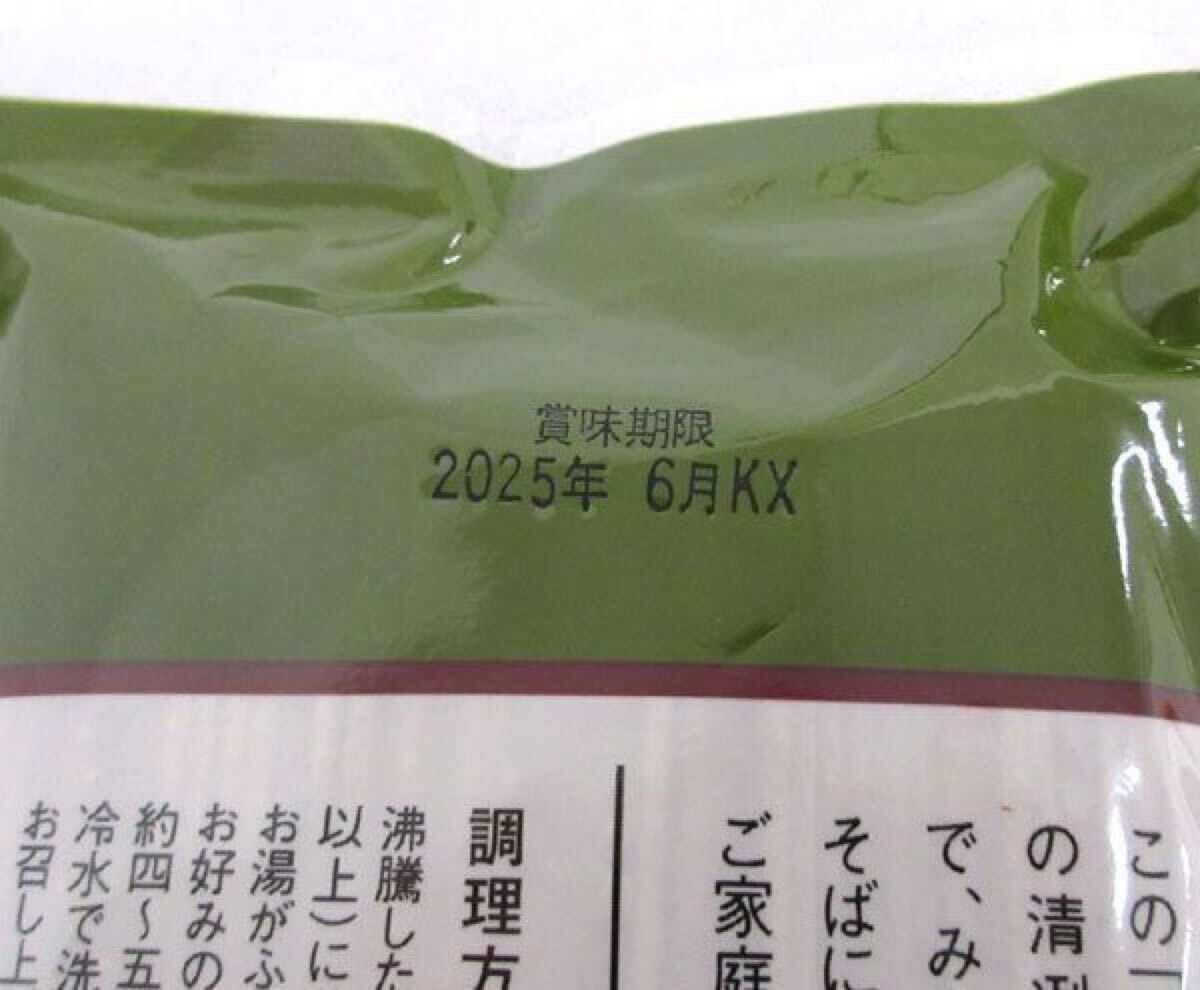 賞味期限
2025年 6月KX
この一
の清
で、み
そばに
ご家庭
調理方
沸騰した
以上)に
お湯がふ
お好みの
約四〜五
冷水で洗
お召し上